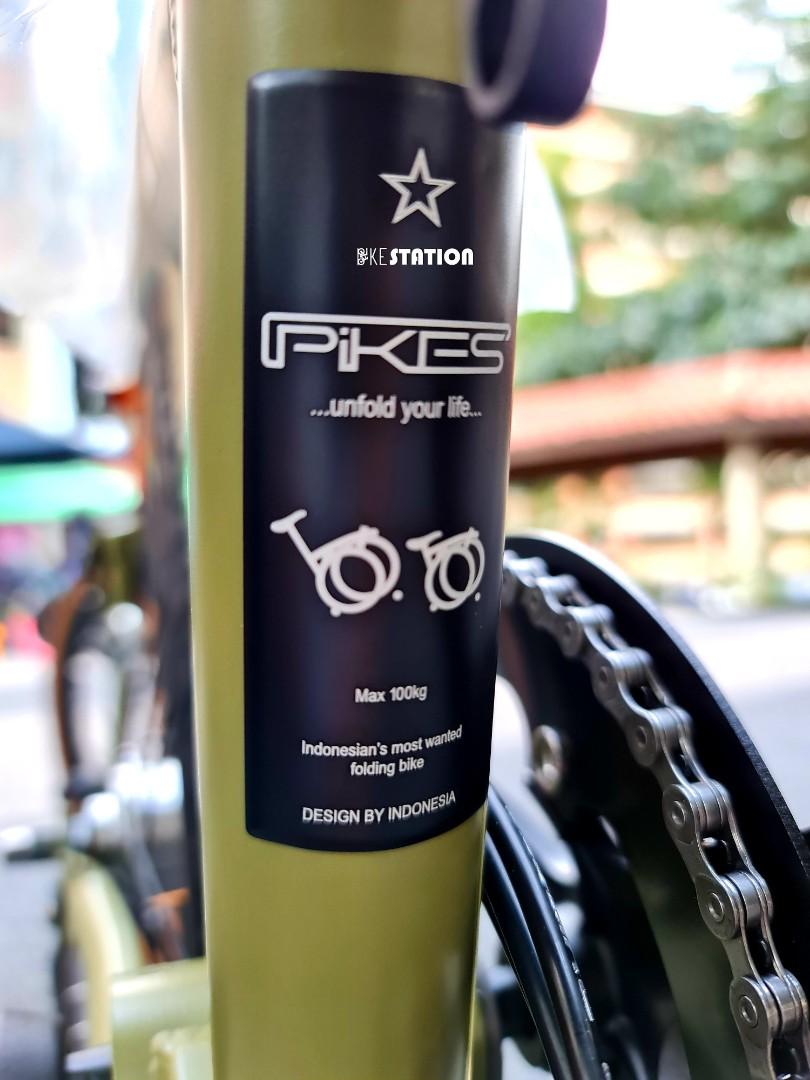 BIKESTATION
PiKES
...unfold your life...
Max 100kg
Indonesian's most wanted
folding bike
DESIGN BY INDONESIA